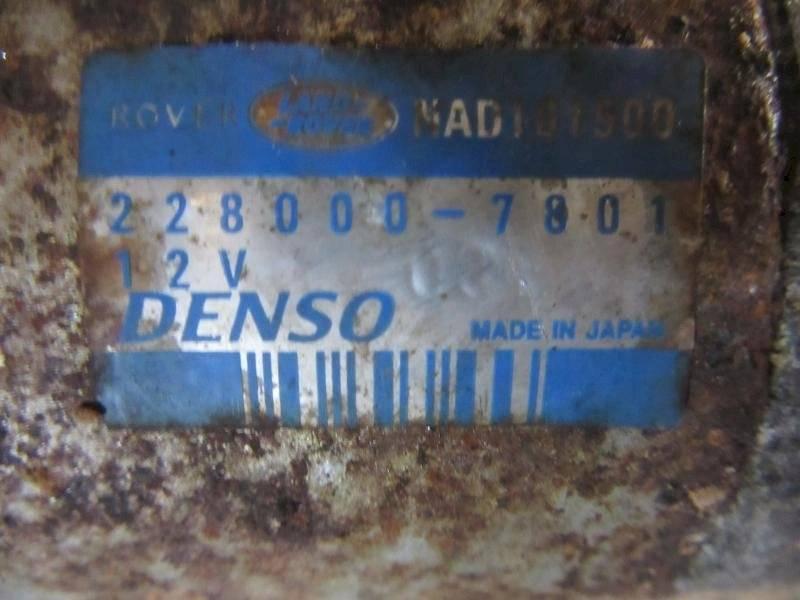 ROVER LAND ROVER NAD101500
228000-7801
12V
DENSO
MADE IN JAPAN